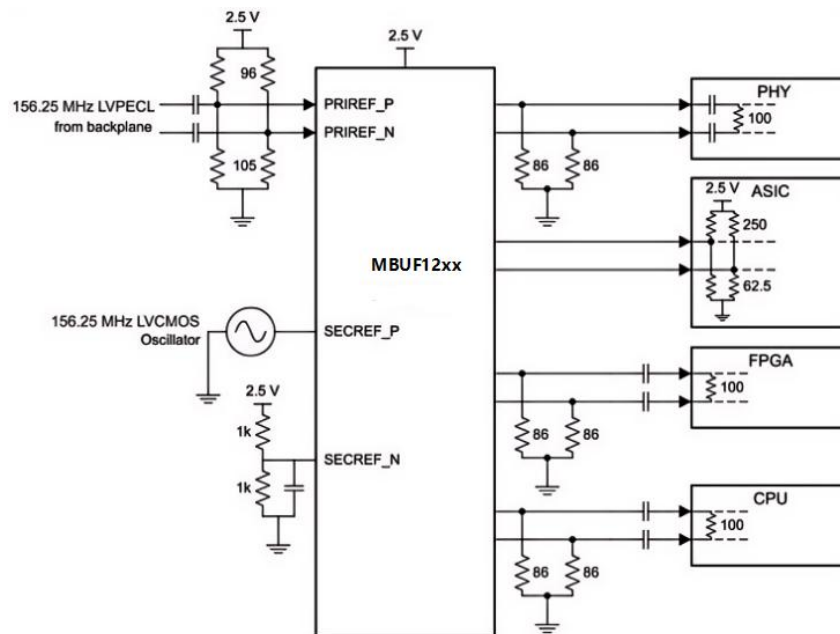 2.5 V
96
156.25 MHz LVPECL
from backplane
105
2.5 V
PRIREF_P
PRIREF_N
MBUF12xx
156.25 MHz LVCMOS
Oscillator
SECREF_P
2.5 V
1k
1k
SECREF_N
86
86
PHY
100
ASIC
2.5 V
250
62.5
FPGA
100
86
86
CPU
100
86
86